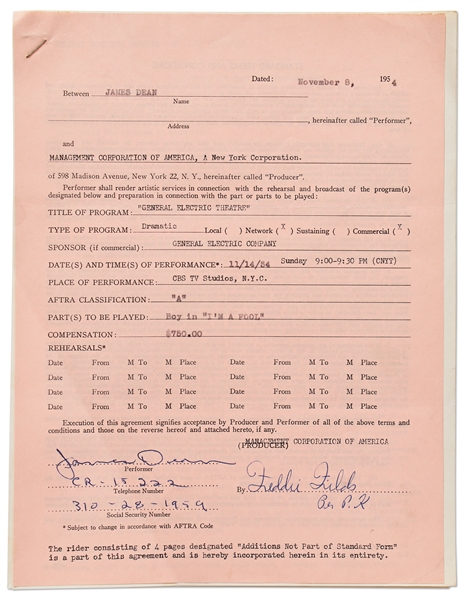 Dated: November 8, 1954
Between JAMES DEAN
Name
, hereinafter called "Performer",
Address
and
MANAGEMENT CORPORATION OF AMERICA, A New York Corporation.
of 598 Madison Avenue, New York 22, N. Y., hereinafter called "Producer".
Performer shall render artistic services in connection with the rehearsal and broadcast of the program(s)
designated below and preparation in connection with the part or parts to be played:
TITLE OF PROGRAM: "GENERAL ELECTRIC THEATRE"
TYPE OF PROGRAM: Dramatic Local ( ) Network ( X ) Sustaining ( ) Commercial ( X )
SPONSOR (if commercial) : GENERAL ELECTRIC COMPANY
DATE(S) AND TIME(S) OF PERFORMANCE*: 11/14/54 Sunday 9:00-9:30 PM (CNYT)
PLACE OF PERFORMANCE: CBS TV Studios, N.Y.C.
AFTRA CLASSIFICATION: "A"
PART(S) TO BE PLAYED: Boy in "I'M A FOOL"
COMPENSATION: $750.00
REHEARSALS*
Date From M To M Place Date From M To M Place
Date From M To M Place Date From M To M Place
Date From M To M Place Date From M To M Place
Date From M To M Place Date From M To M Place
Execution of this agreement signifies acceptance by Producer and Performer of all of the above terms and
conditions and those on the reverse hereof and attached hereto, if any.
MANAGEMENT CORPORATION OF AMERICA
(PRODUCER)
James Dean
Performer
CR-15222
Telephone Number
By Freddie Fields
310-28-1959
Social Security Number
* Subject to change in accordance with AFTRA Code
The rider consisting of 4 pages designated "Additions Not Part of Standard Form"
is a part of this agreement and is hereby incorporated herein in its entirety.